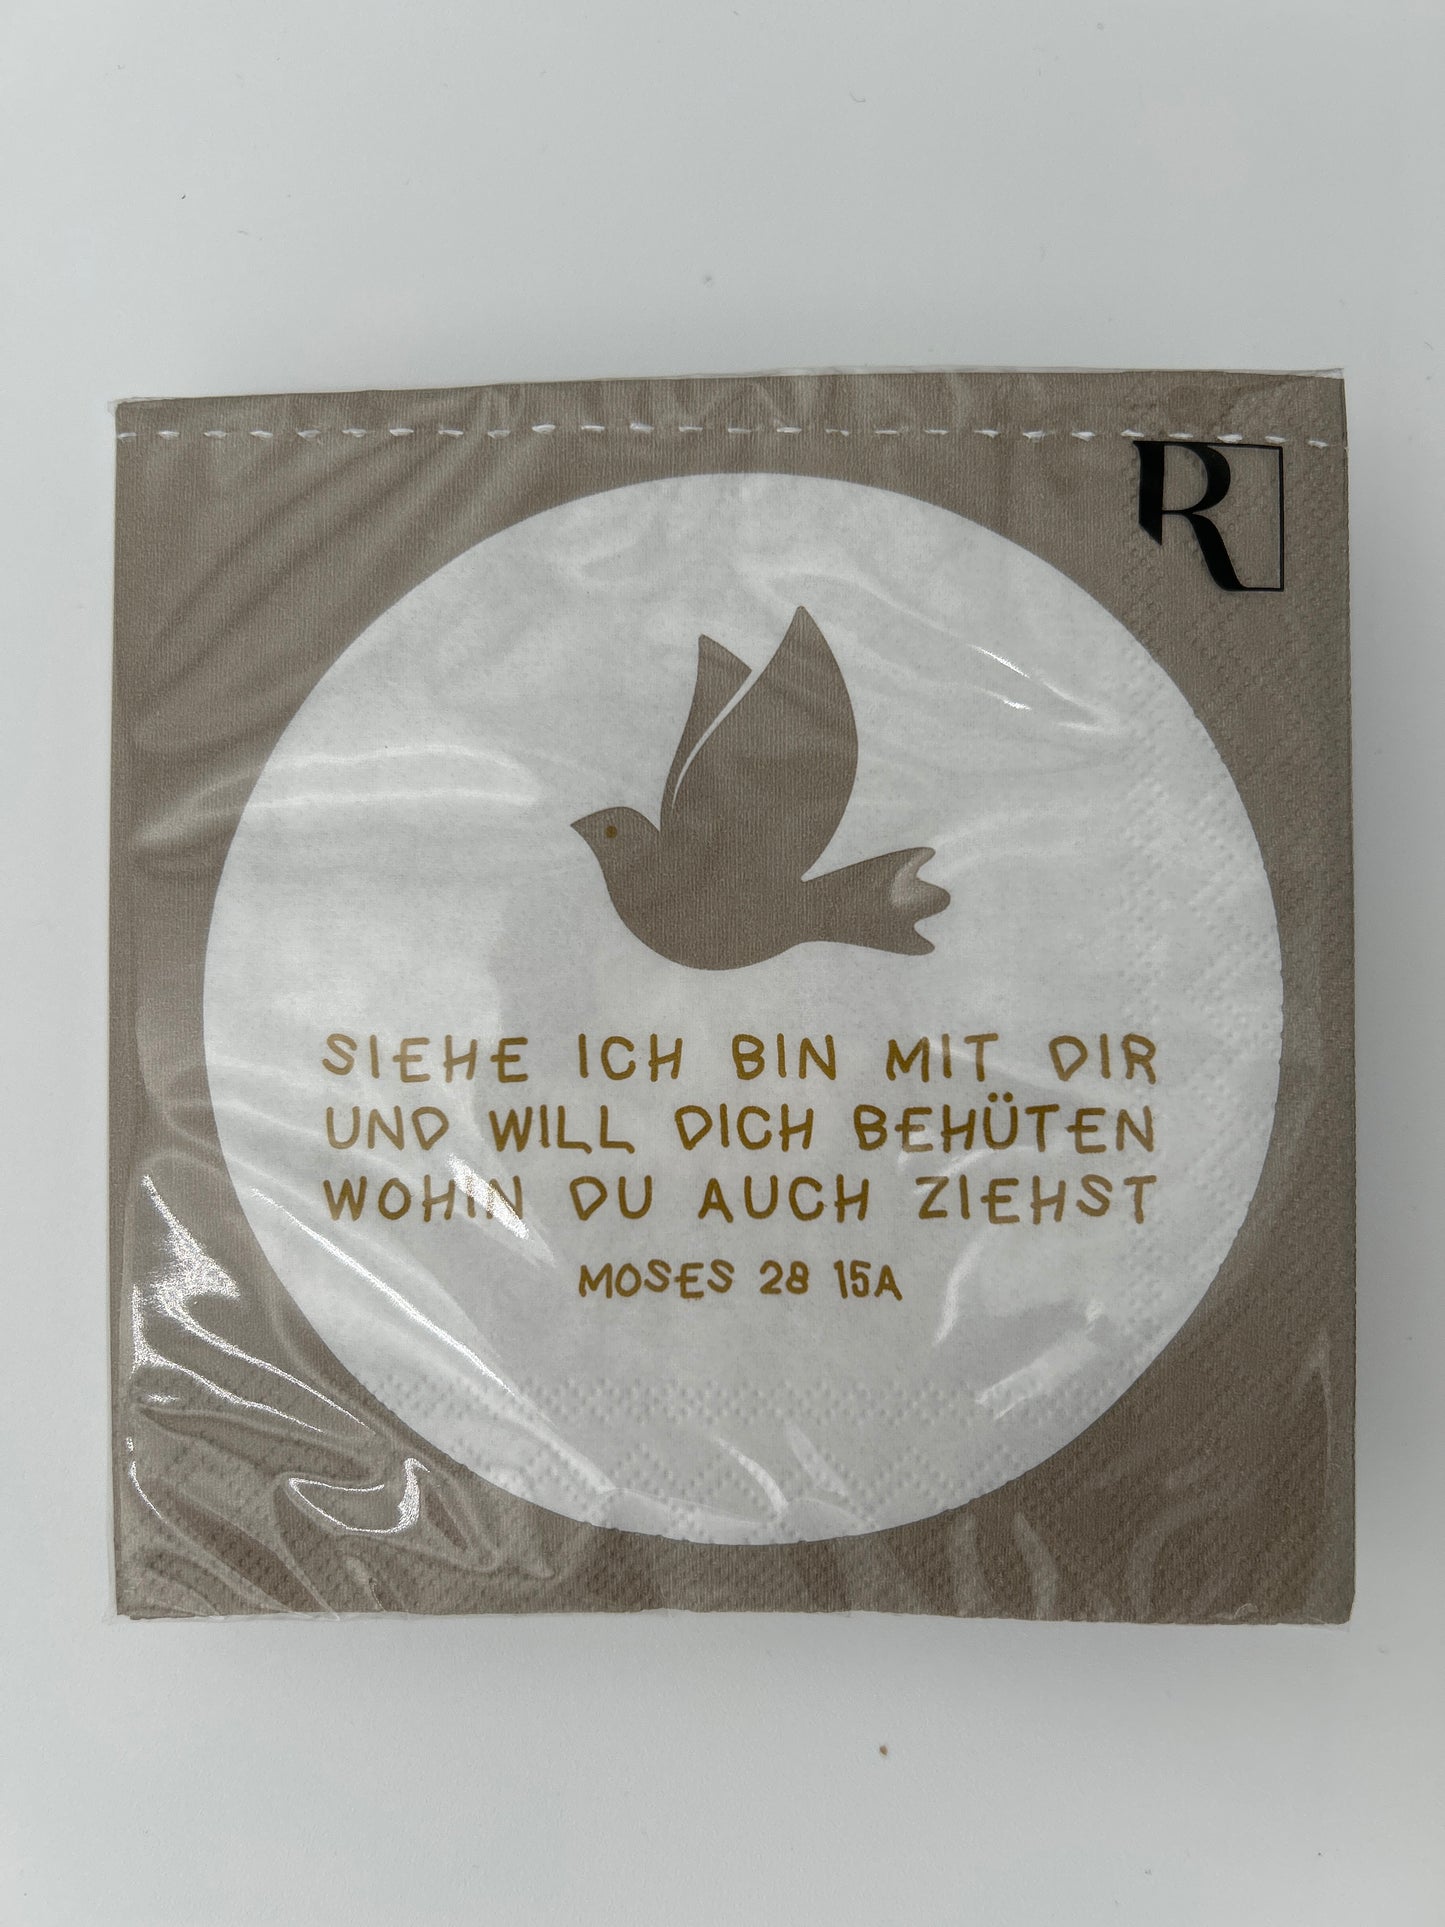 R
SIEHE ICH BIN MIT DIR
UND WILL DICH BEHÜTEN
WOHIN DU AUCH ZIEHST
MOSES 28 15A